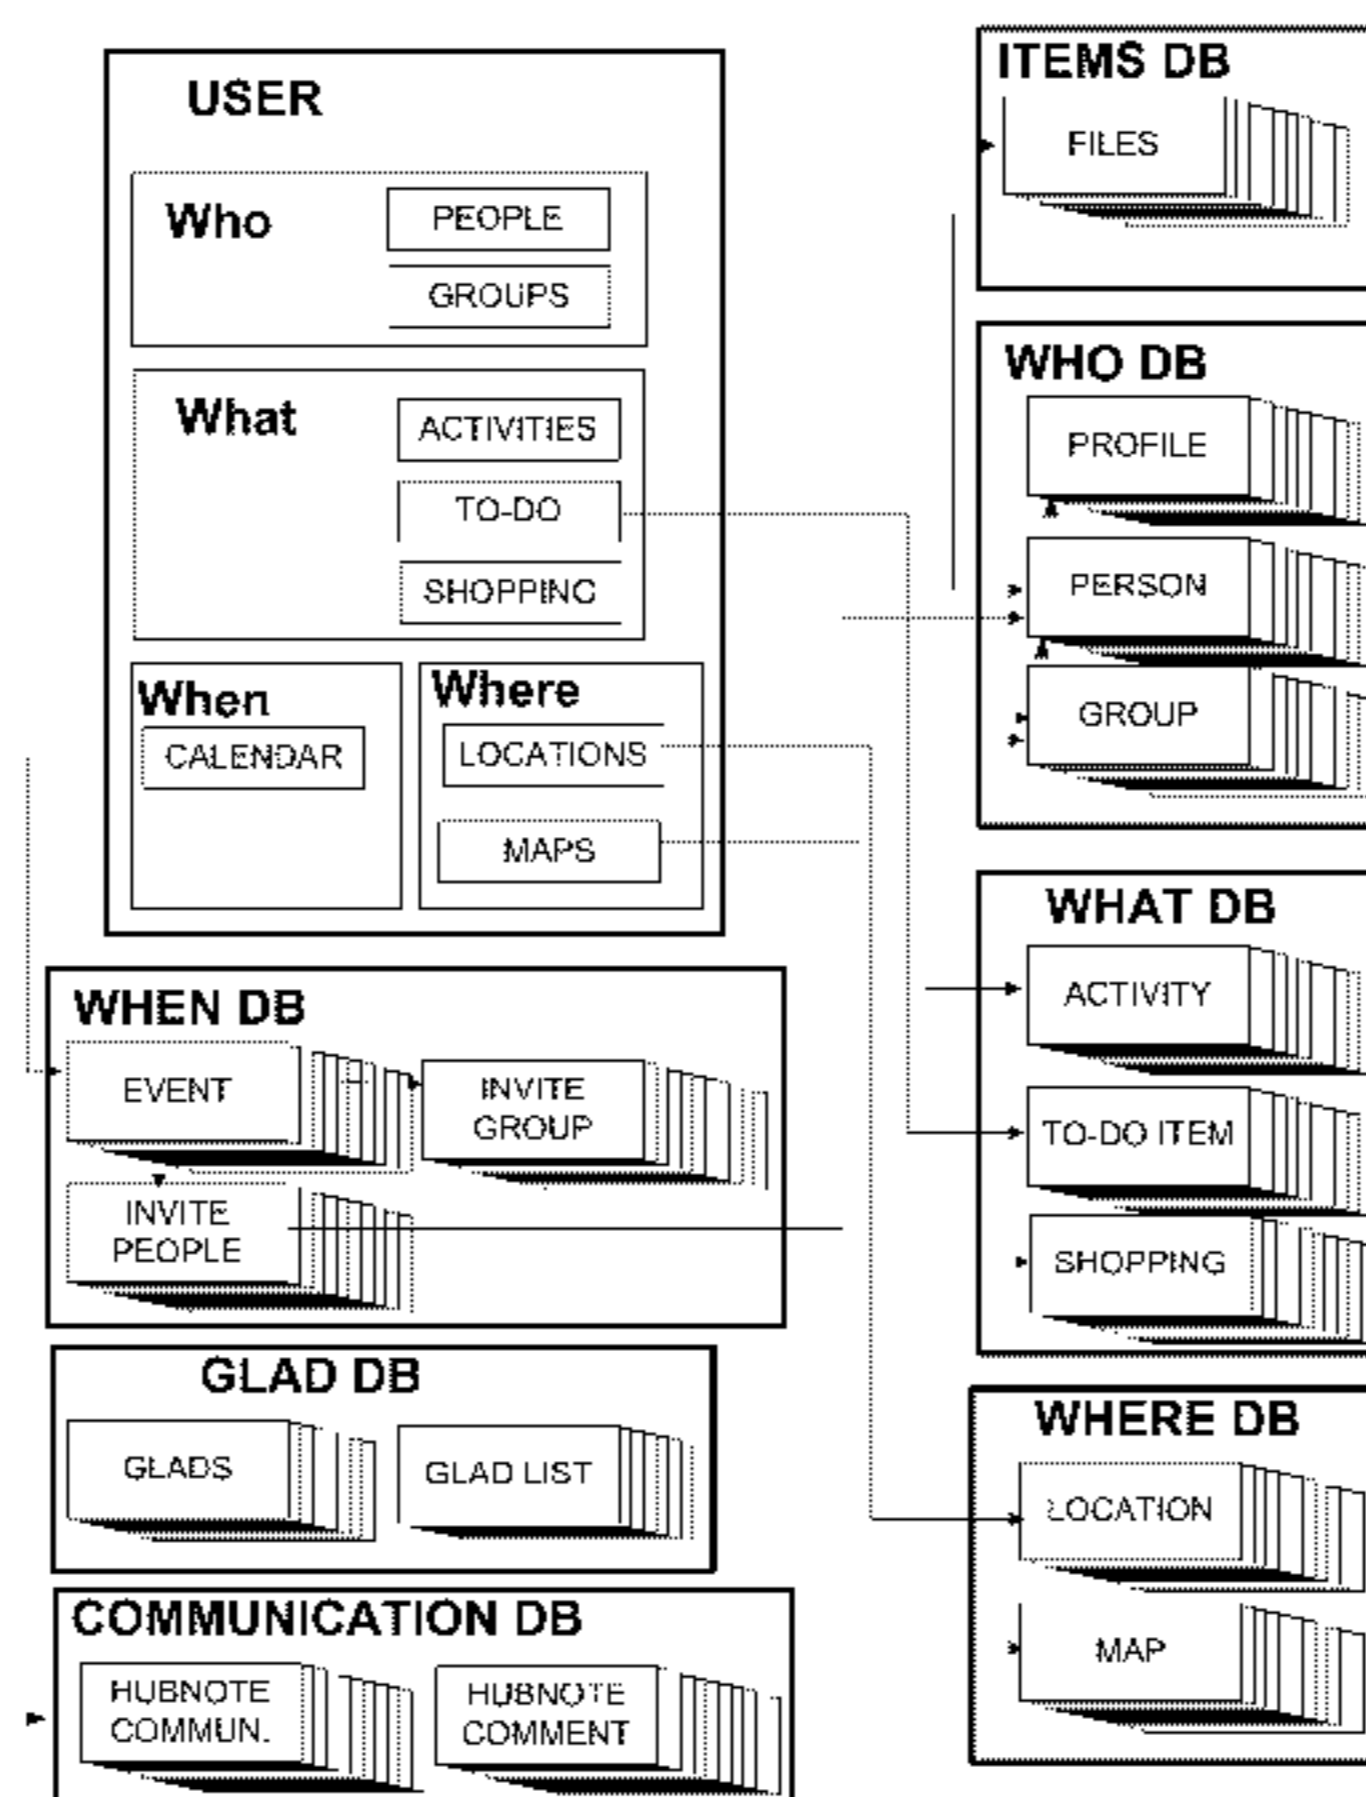 USER
Who
PEOPLE
GROUPS
What
ACTIVITIES
TO-DO
SHOPPING
When
CALENDAR
Where
LOCATIONS
MAPS
WHEN DB
EVENT
INVITE
GROUP
INVITE
PEOPLE
GLAD DB
GLADS
GLAD LIST
COMMUNICATION DB
HUBNOTE
COMMUN.
HUBNOTE
COMMENT
ITEMS DB
FILES
WHO DB
PROFILE
PERSON
GROUP
WHAT DB
ACTIVITY
TO-DO ITEM
SHOPPING
WHERE DB
LOCATION
MAP